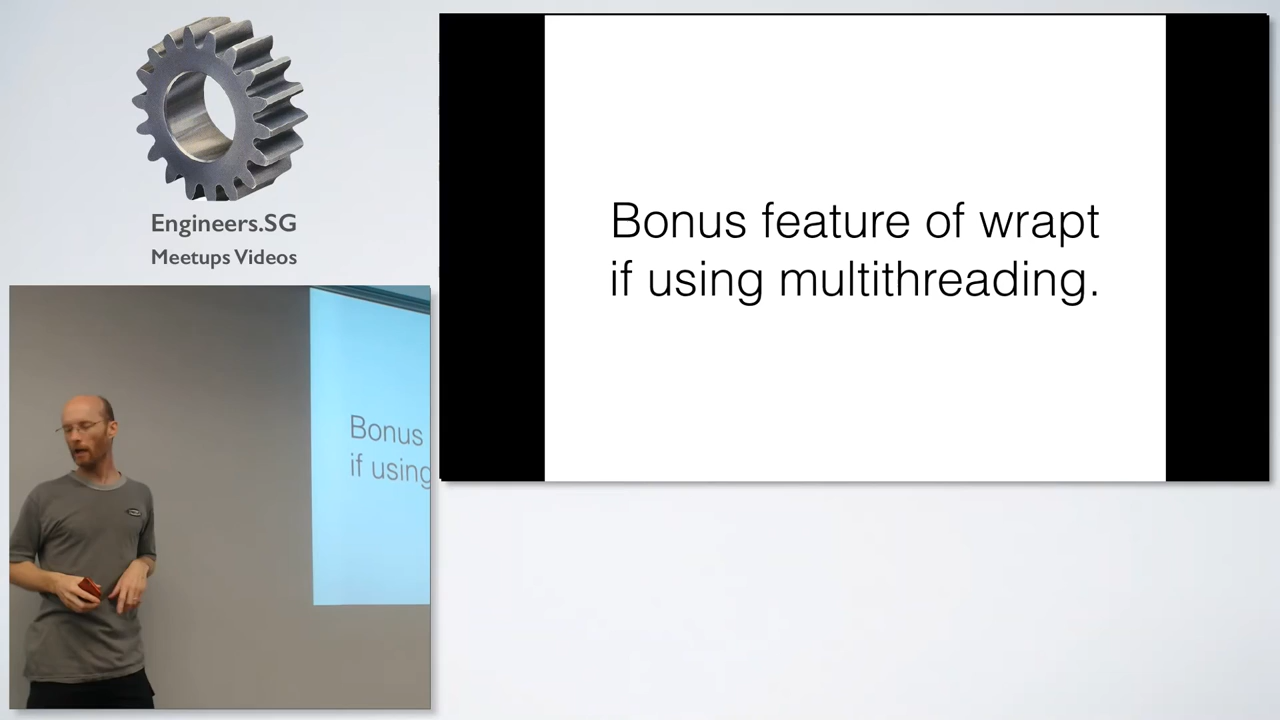 Engineers.SG
Meetups Videos
Bonus feature of wrapt
if using multithreading.
Bonus
if using